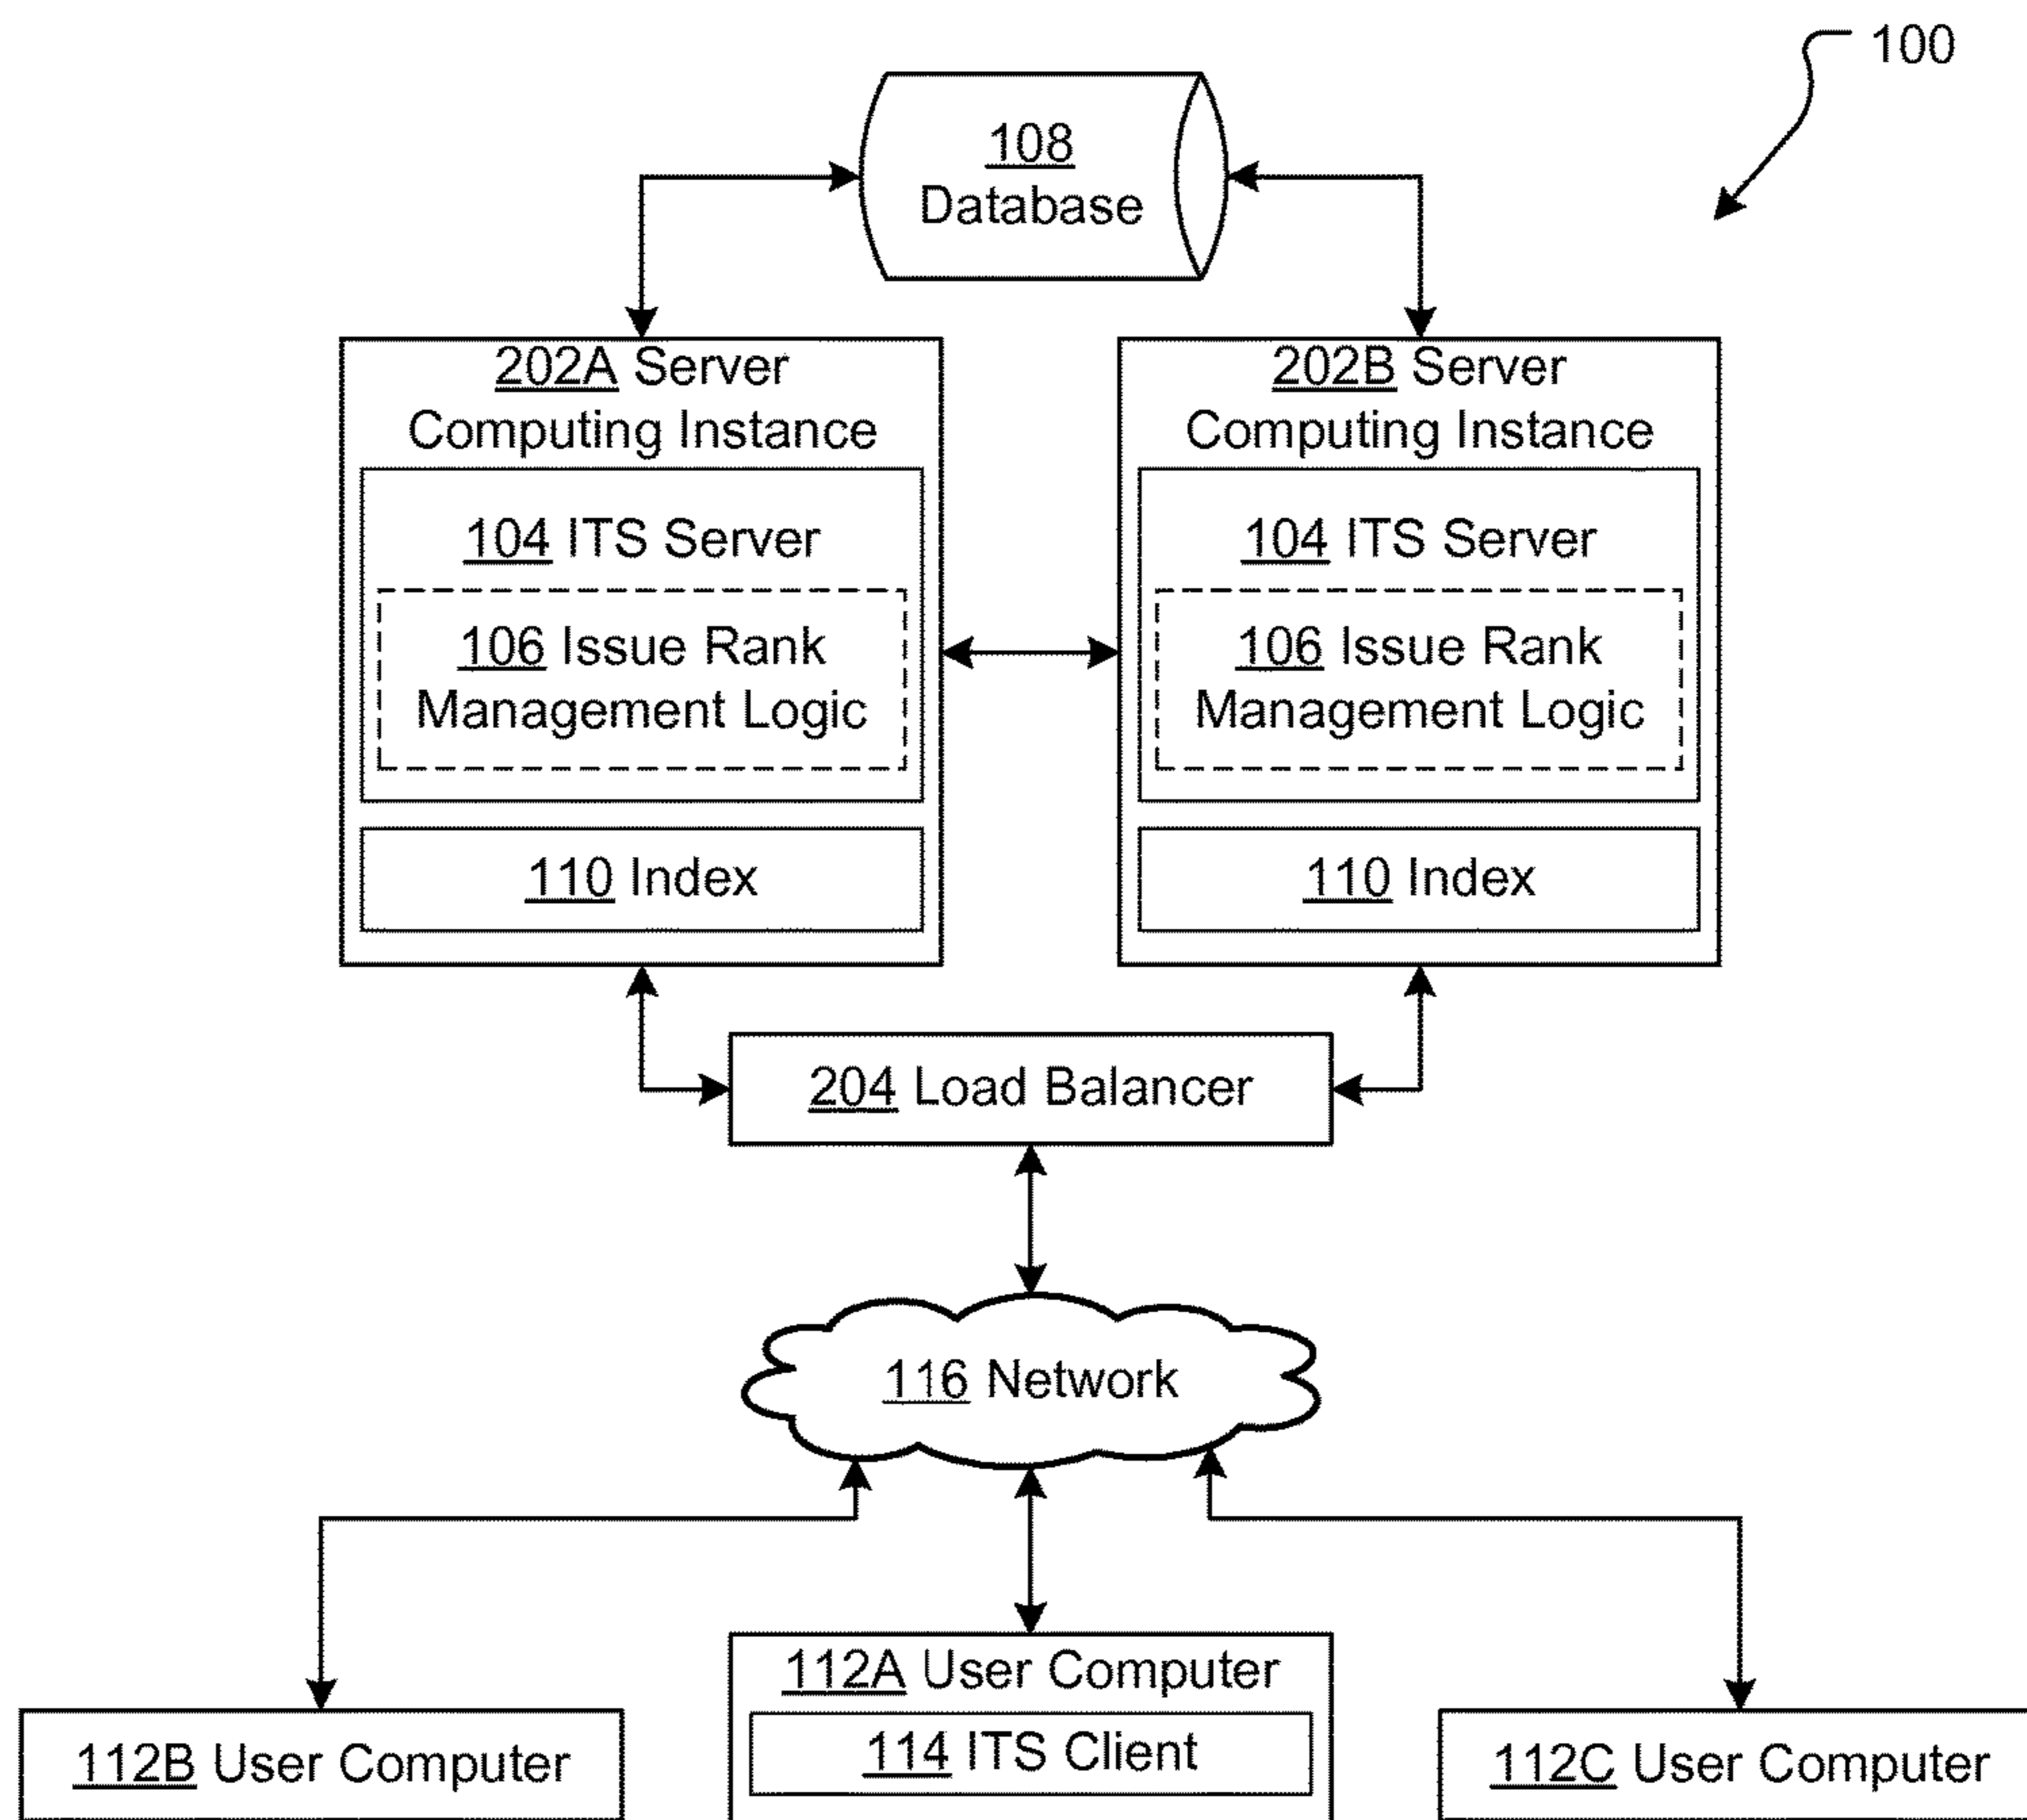 100
108
Database
202A Server
Computing Instance
104 ITS Server
106 Issue Rank
Management Logic
110 Index
202B Server
Computing Instance
104 ITS Server
106 Issue Rank
Management Logic
110 Index
204 Load Balancer
116 Network
112B User Computer
112A User Computer
114 ITS Client
112C User Computer